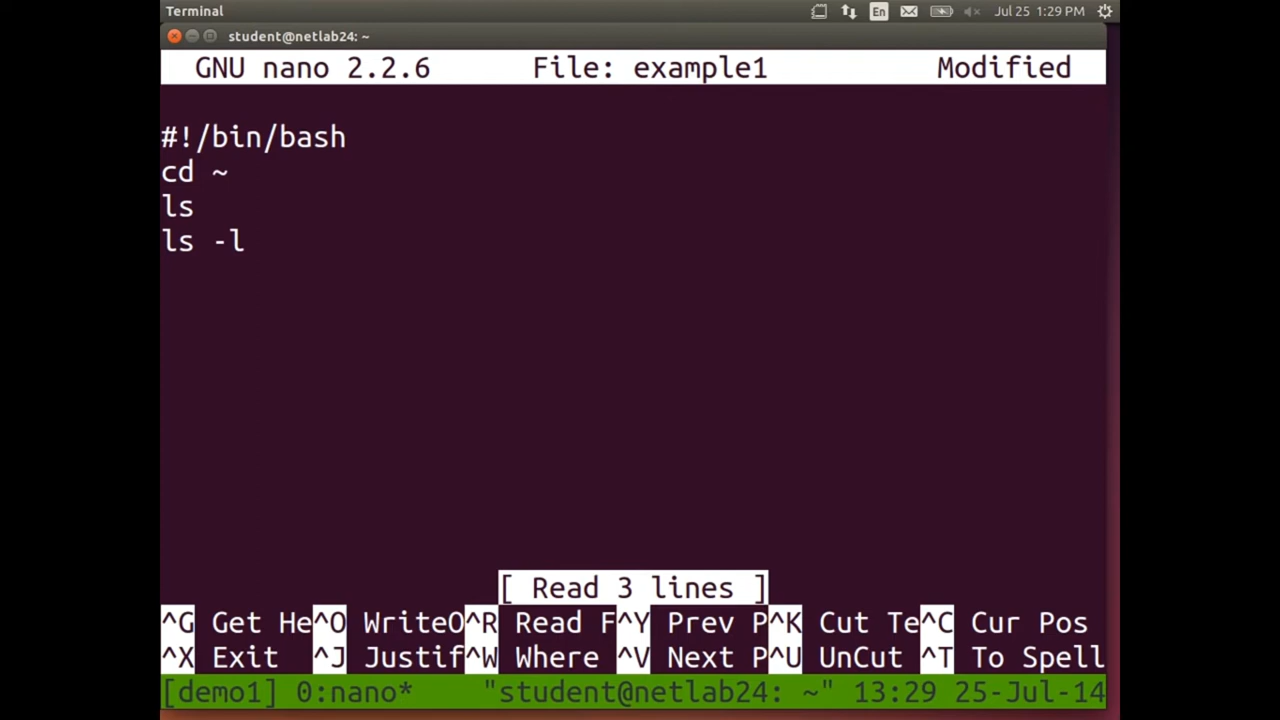 Terminal
En
Jul 25 1:29 PM
student@netlab24: ~
GNU nano 2.2.6 File: example1 Modified
#!/bin/bash
cd ~
ls
ls -l
[ Read 3 lines ]
^G Get He^O WriteO^R Read F^Y Prev P^K Cut Te^C Cur Pos
^X Exit ^J Justif^W Where ^V Next P^U UnCut ^T To Spell
[demo1] 0:nano* "student@netlab24: ~" 13:29 25-Jul-14